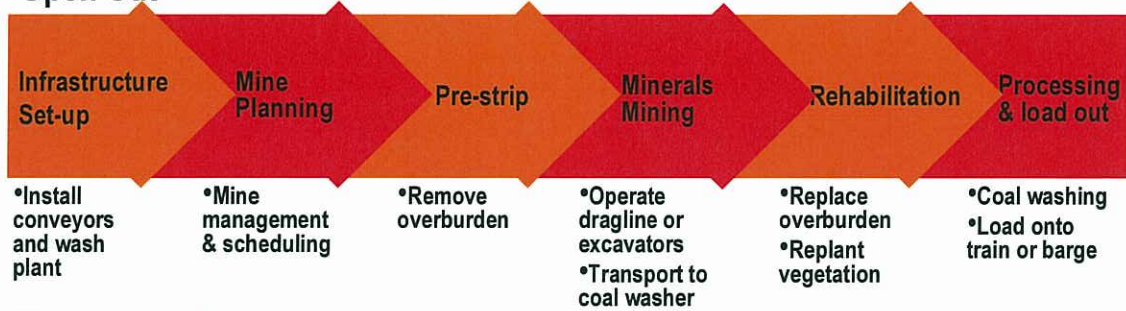 Infrastructure
Set-up
Mine
Planning
Pre-strip
Minerals
Mining
Rehabilitation
Processing
& load out
•Install
conveyors
and wash
plant
•Mine
management
& scheduling
•Remove
overburden
•Operate
dragline or
excavators
•Transport to
coal washer
•Replace
overburden
•Replant
vegetation
•Coal washing
•Load onto
train or barge